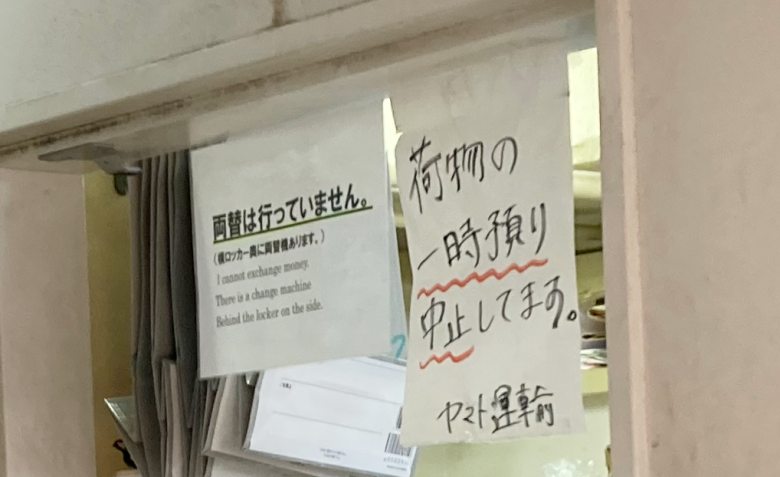 両替は行っていません。
(横ロッカー奥に両替機あります。)
I cannot exchange money.
There is a change machine
Behind the locker on the side.
荷物の
一時預り
中止してます。
ヤマト運輸